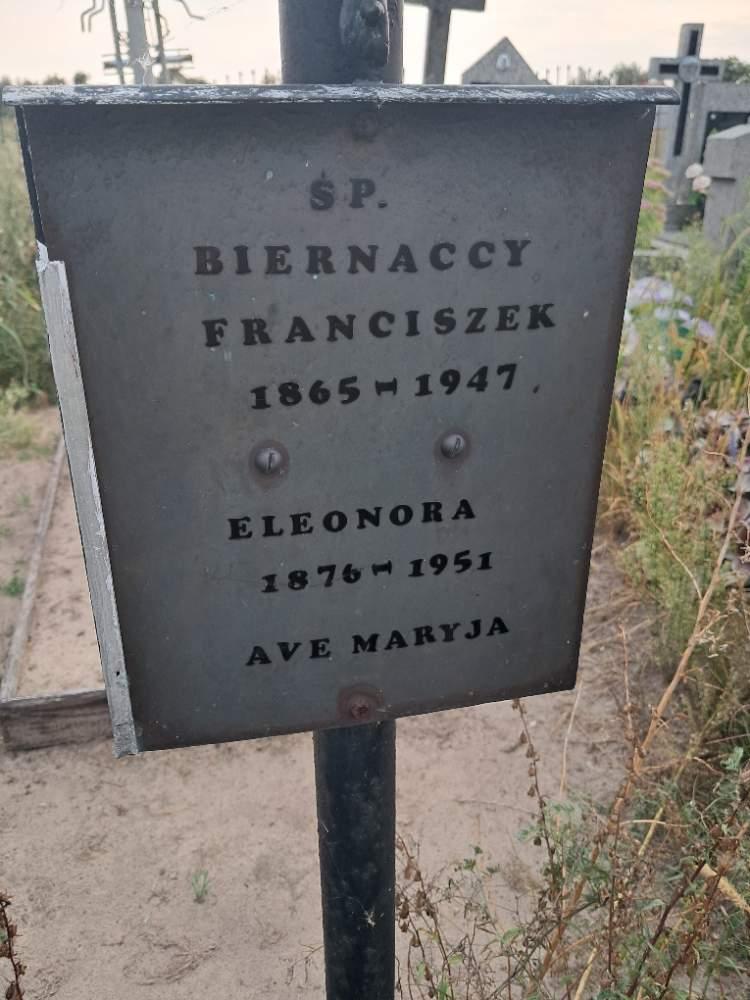 ŚP.
BIERNACCY
FRANCISZEK
1865-1947.
ELEONORA
1876-1951
AVE MARYJA